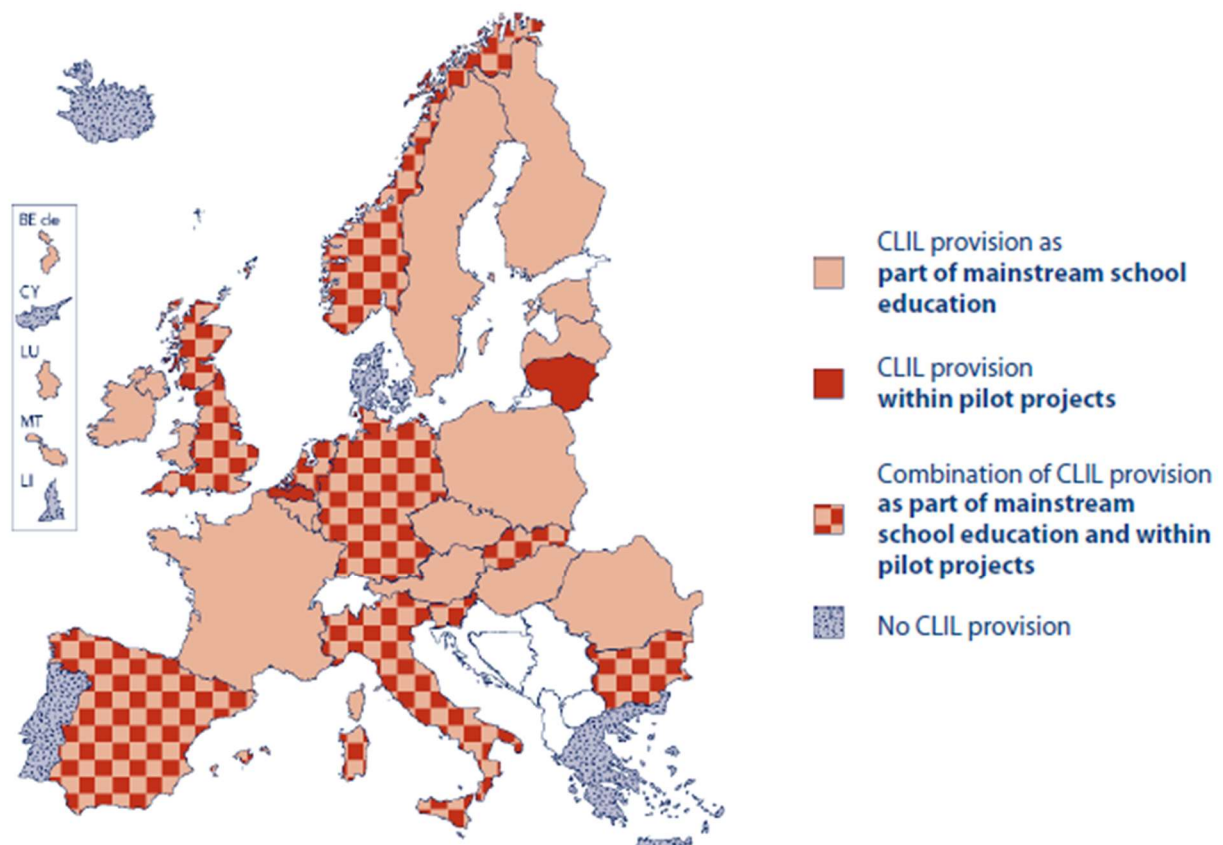 BE de
CY
LU
MT
LI
CLIL provision as
part of mainstream school
education
CLIL provision
within pilot projects
Combination of CLIL provision
as part of mainstream
school education and within
pilot projects
No CLIL provision